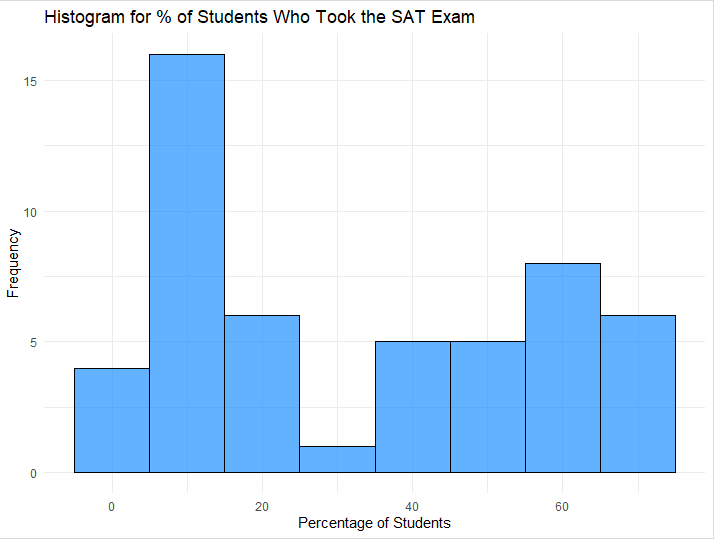 Histogram for % of Students Who Took the SAT Exam
15
10
5
0
Frequency
0 20 40 60
Percentage of Students